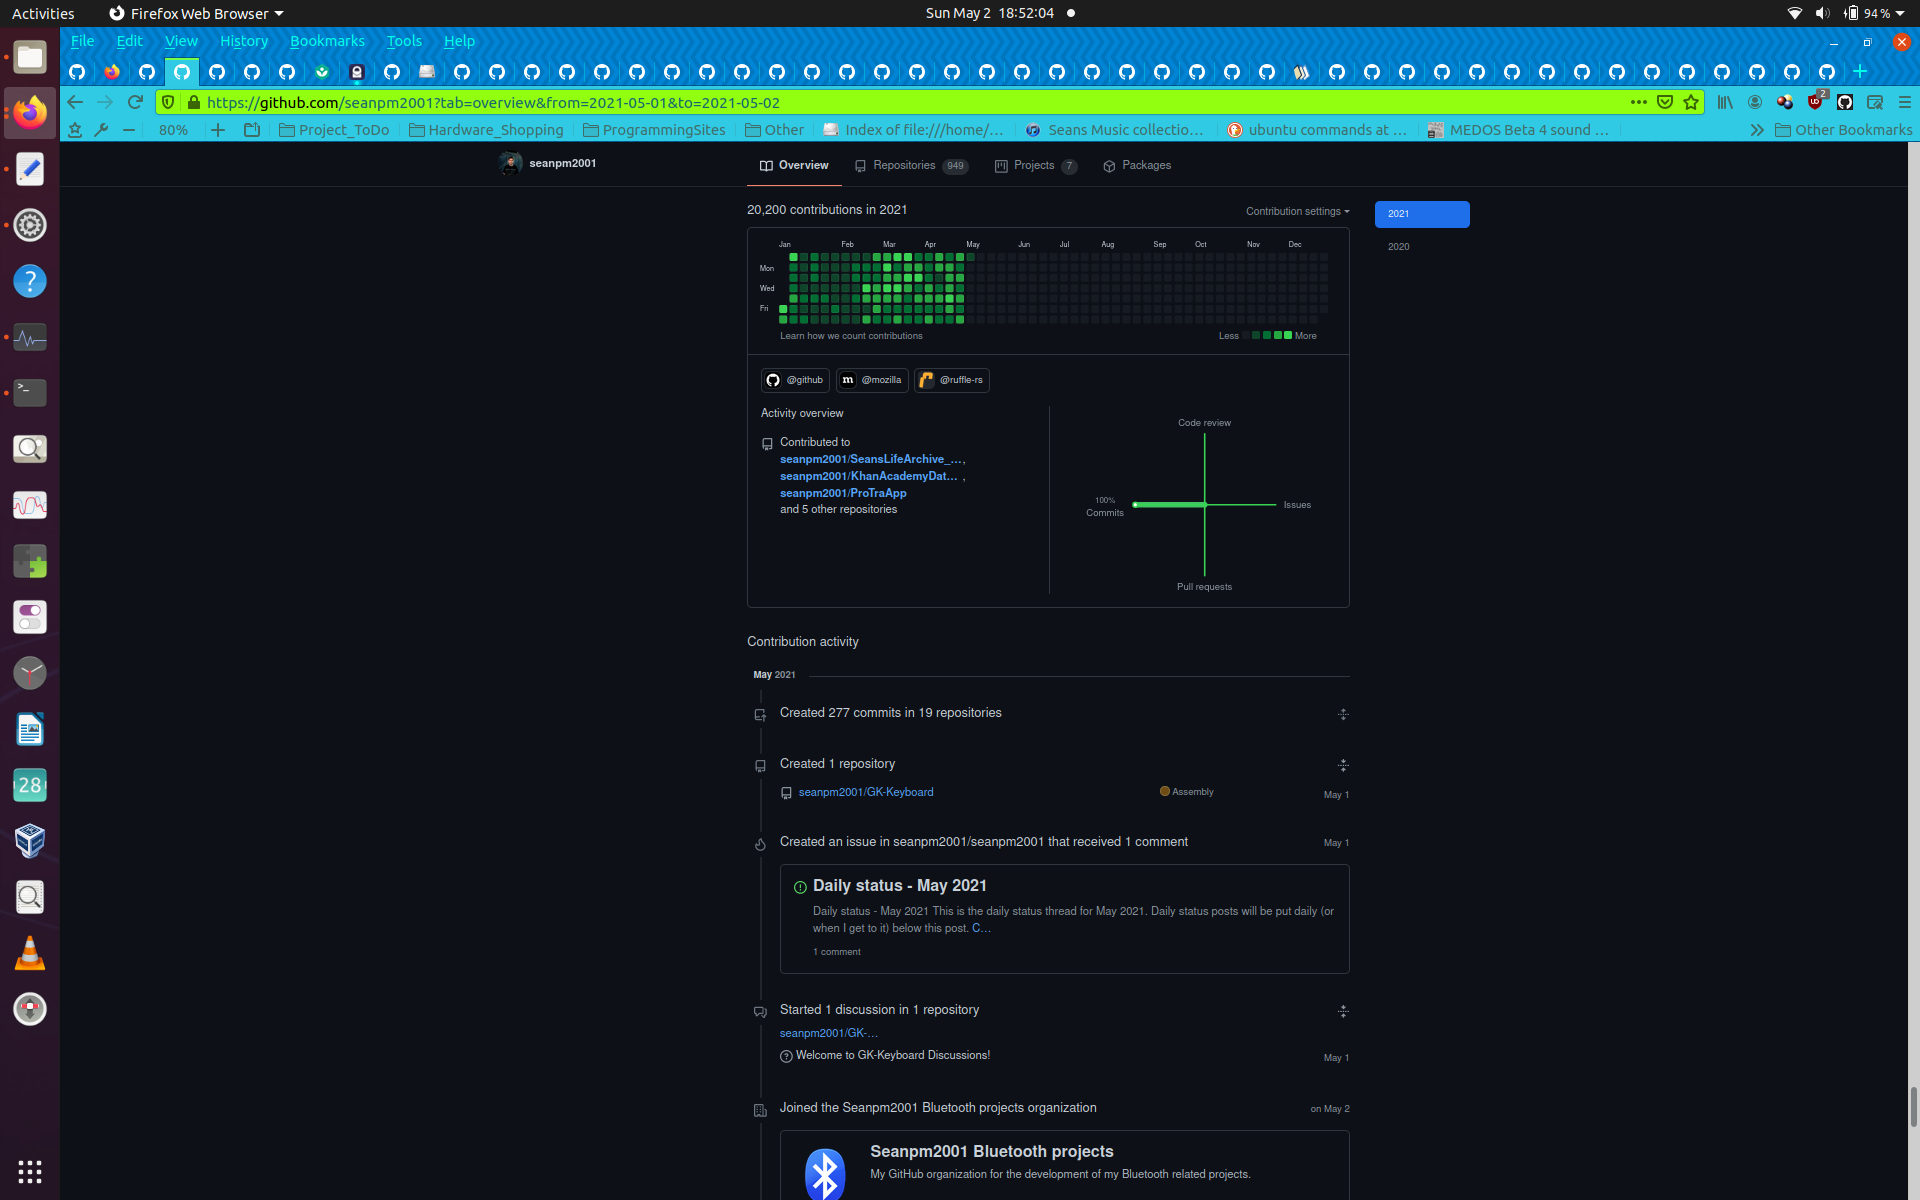 Activities
Firefox Web Browser
Sun May 2 18:52:04
94 %
File Edit View History Bookmarks Tools Help
https://github.com/seanpm2001?tab=overview&from=2021-05-01&to=2021-05-02
2
80%
Project_ToDo
Hardware_Shopping
ProgrammingSites
Other
Index of file:///home/…
Seans Music collectio…
ubuntu commands at …
MEDOS Beta 4 sound …
Other Bookmarks
seanpm2001
Overview
Repositories 949
Projects 7
Packages
20,200 contributions in 2021
Contribution settings
2021
2020
Jan Feb Mar Apr May Jun Jul Aug Sep Oct Nov Dec
Mon
Wed
Fri
Learn how we count contributions
Less
More
@github
@mozilla
@ruffle-rs
Activity overview
Contributed to
seanpm2001/SeansLifeArchive_…,
seanpm2001/KhanAcademyDat… ,
seanpm2001/ProTraApp
and 5 other repositories
Code review
100%
Commits
Issues
Pull requests
Contribution activity
May 2021
Created 277 commits in 19 repositories
Created 1 repository
seanpm2001/GK-Keyboard
Assembly
May 1
Created an issue in seanpm2001/seanpm2001 that received 1 comment
May 1
Daily status - May 2021
Daily status - May 2021 This is the daily status thread for May 2021. Daily status posts will be put daily (or
when I get to it) below this post. C…
1 comment
Started 1 discussion in 1 repository
seanpm2001/GK-…
Welcome to GK-Keyboard Discussions!
May 1
Joined the Seanpm2001 Bluetooth projects organization
on May 2
Seanpm2001 Bluetooth projects
My GitHub organization for the development of my Bluetooth related projects.
28